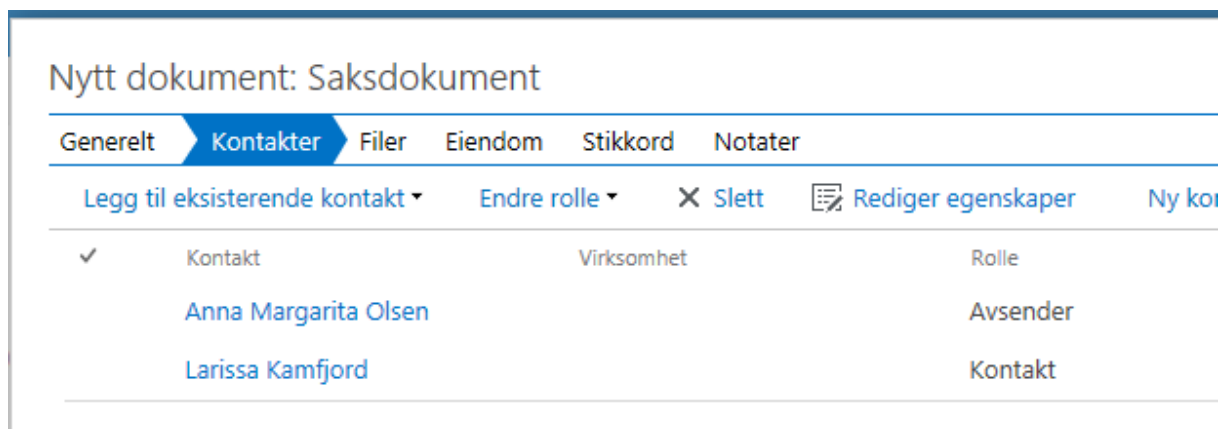 Nytt dokument: Saksdokument
Generelt Kontakter Filer Eiendom Stikkord Notater
Legg til eksisterende kontakt Endre rolle Slett Rediger egenskaper Ny
Kontakt Virksomhet Rolle
Anna Margarita Olsen Avsender
Larissa Kamfjord Kontakt